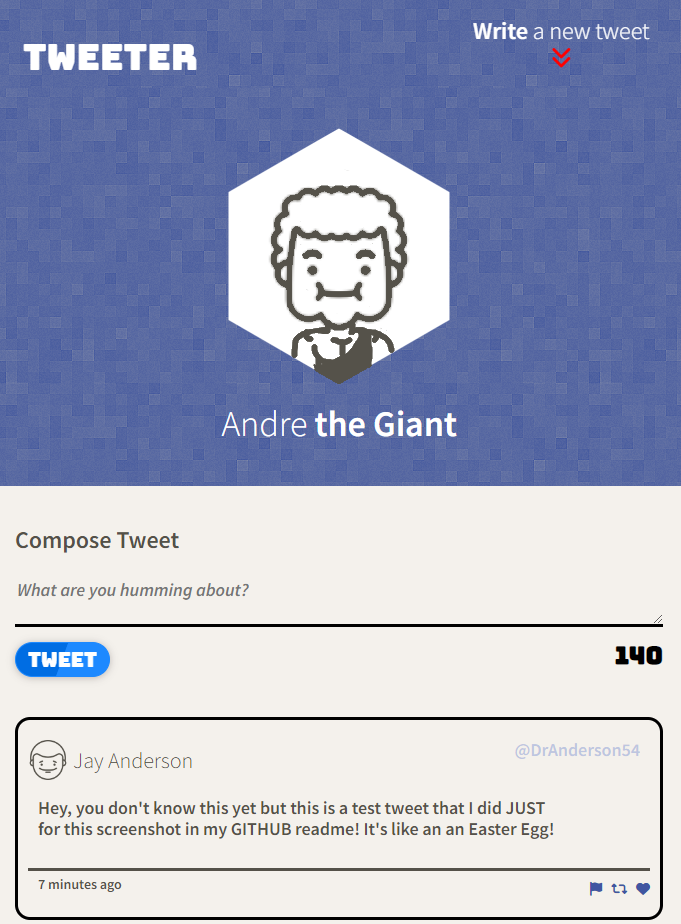 TWEETER
Write a new tweet
Andre the Giant
Compose Tweet
What are you humming about?
TWEET
140
Jay Anderson
@DrAnderson54
Hey, you don't know this yet but this is a test tweet that I did JUST
for this screenshot in my GITHUB readme! It's like an an Easter Egg!
7 minutes ago